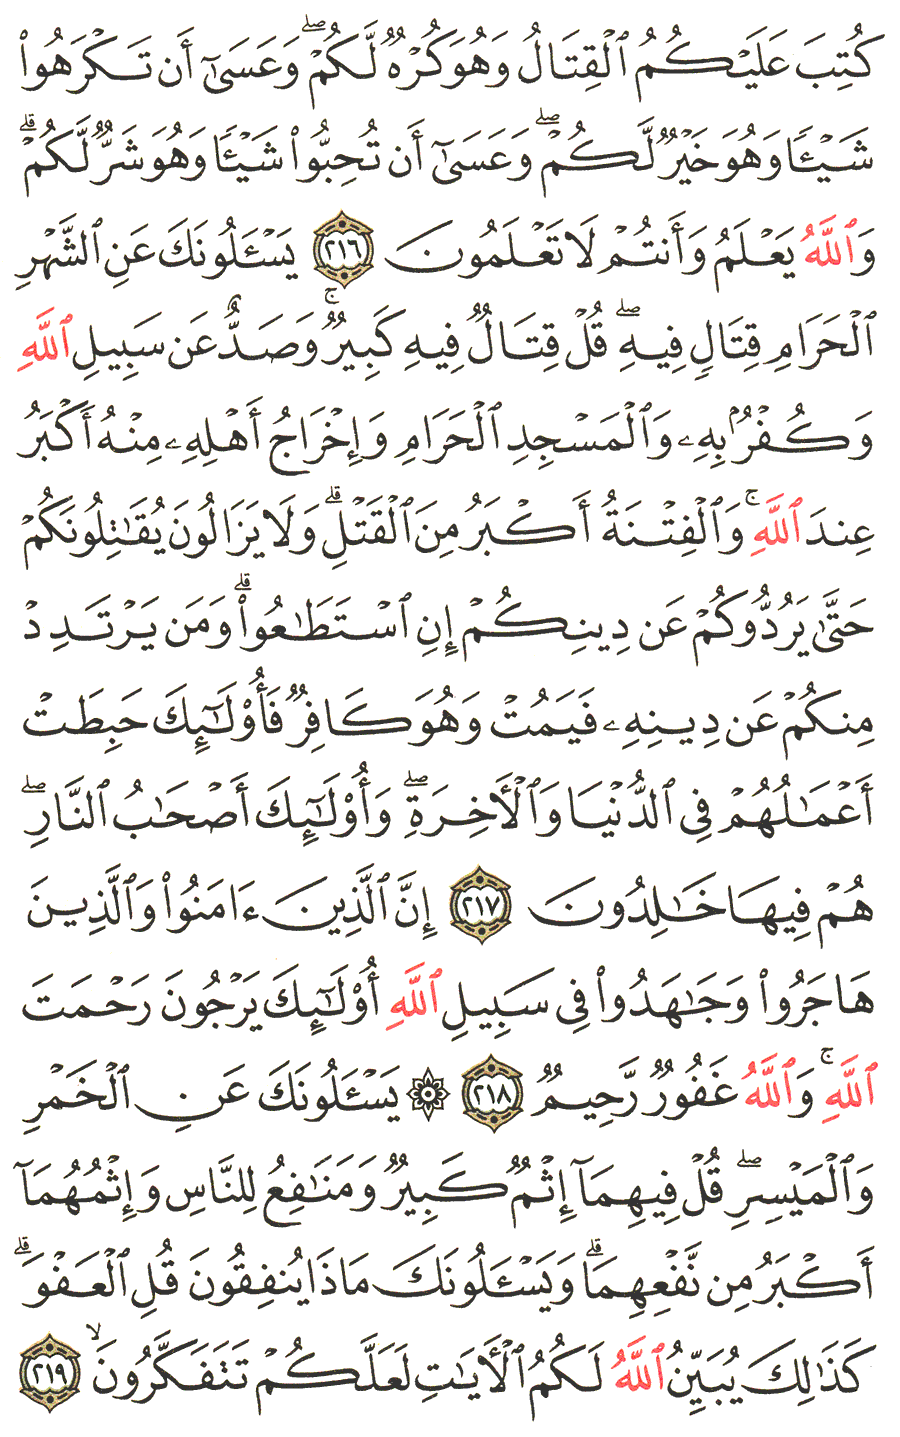 كُتِبَ عَلَيْكُمُ ٱلْقِتَالُ وَهُوَ كُرْهٌ لَّكُمْ ۖ وَعَسَىٰٓ أَن تَكْرَهُوا۟
شَيْـًٔا وَهُوَ خَيْرٌ لَّكُمْ ۖ وَعَسَىٰٓ أَن تُحِبُّوا۟ شَيْـًٔا وَهُوَ شَرٌّ لَّكُمْ ۗ
وَٱللَّهُ يَعْلَمُ وَأَنتُمْ لَا تَعْلَمُونَ ٢١٦ يَسْـَٔلُونَكَ عَنِ ٱلشَّهْرِ
ٱلْحَرَامِ قِتَالٍ فِيهِ ۖ قُلْ قِتَالٌ فِيهِ كَبِيرٌ ۚ وَصَدٌّ عَن سَبِيلِ ٱللَّهِ
وَكُفْرٌۢ بِهِۦ وَٱلْمَسْجِدِ ٱلْحَرَامِ وَإِخْرَاجُ أَهْلِهِۦ مِنْهُ أَكْبَرُ
عِندَ ٱللَّهِ ۚ وَٱلْفِتْنَةُ أَكْبَرُ مِنَ ٱلْقَتْلِ ۗ وَلَا يَزَالُونَ يُقَـٰتِلُونَكُمْ
حَتَّىٰ يَرُدُّوكُمْ عَن دِينِكُمْ إِنِ ٱسْتَطَـٰعُوا۟ ۗ وَمَن يَرْتَدِدْ
مِنكُمْ عَن دِينِهِۦ فَيَمُتْ وَهُوَ كَافِرٌ فَأُو۟لَـٰٓئِكَ حَبِطَتْ
أَعْمَـٰلُهُمْ فِى ٱلدُّنْيَا وَٱلْـَٔاخِرَةِ ۖ وَأُو۟لَـٰٓئِكَ أَصْحَـٰبُ ٱلنَّارِ ۖ
هُمْ فِيهَا خَـٰلِدُونَ ٢١٧ إِنَّ ٱلَّذِينَ ءَامَنُوا۟ وَٱلَّذِينَ
هَاجَرُوا۟ وَجَـٰهَدُوا۟ فِى سَبِيلِ ٱللَّهِ أُو۟لَـٰٓئِكَ يَرْجُونَ رَحْمَتَ
ٱللَّهِ ۚ وَٱللَّهُ غَفُورٌ رَّحِيمٌ ٢١٨ ۞ يَسْـَٔلُونَكَ عَنِ ٱلْخَمْرِ
وَٱلْمَيْسِرِ ۖ قُلْ فِيهِمَآ إِثْمٌ كَبِيرٌ وَمَنَـٰفِعُ لِلنَّاسِ وَإِثْمُهُمَآ
أَكْبَرُ مِن نَّفْعِهِمَا ۗ وَيَسْـَٔلُونَكَ مَاذَا يُنفِقُونَ قُلِ ٱلْعَفْوَ ۗ
كَذَٰلِكَ يُبَيِّنُ ٱللَّهُ لَكُمُ ٱلْـَٔايَـٰتِ لَعَلَّكُمْ تَتَفَكَّرُونَ ۙ ٢١٩